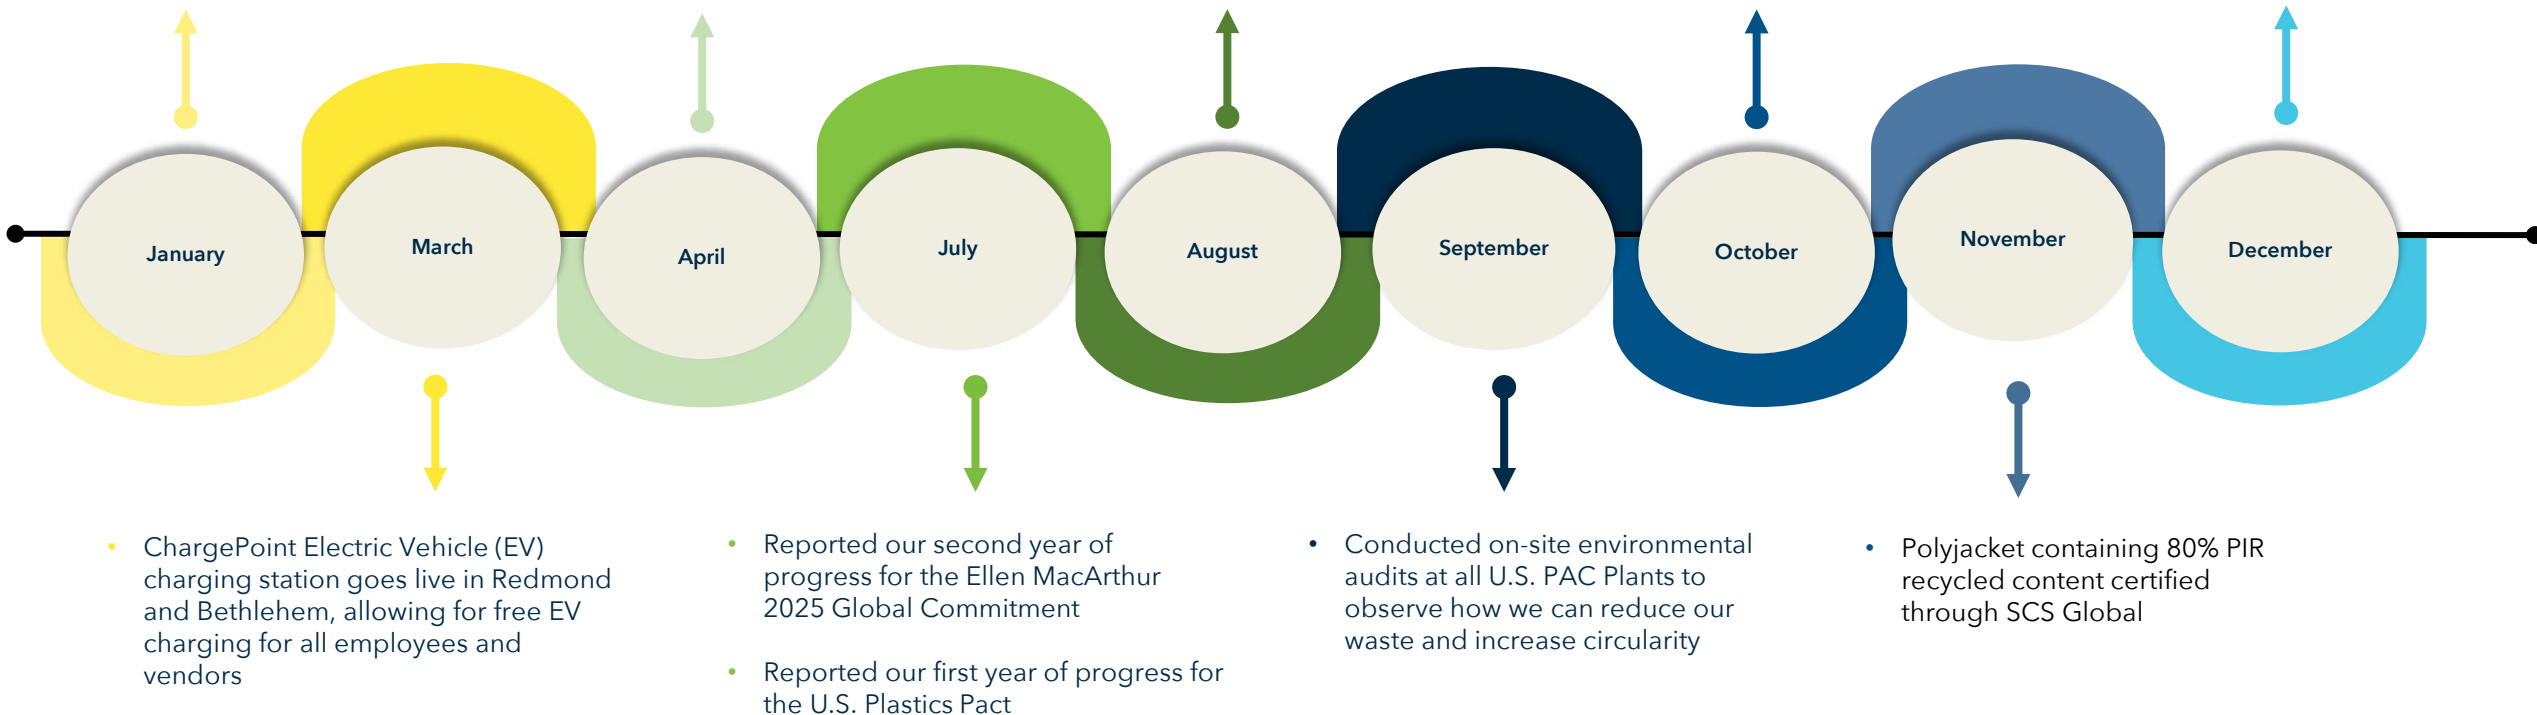 January
March
April
July
August
September
October
November
December
• ChargePoint Electric Vehicle (EV)
charging station goes live in Redmond
and Bethlehem, allowing for free EV
charging for all employees and
vendors
• Reported our second year of
progress for the Ellen MacArthur
2025 Global Commitment
• Reported our first year of progress for
the U.S. Plastics Pact
• Conducted on-site environmental
audits at all U.S. PAC Plants to
observe how we can reduce our
waste and increase circularity
• Polyjacket containing 80% PIR
recycled content certified
through SCS Global